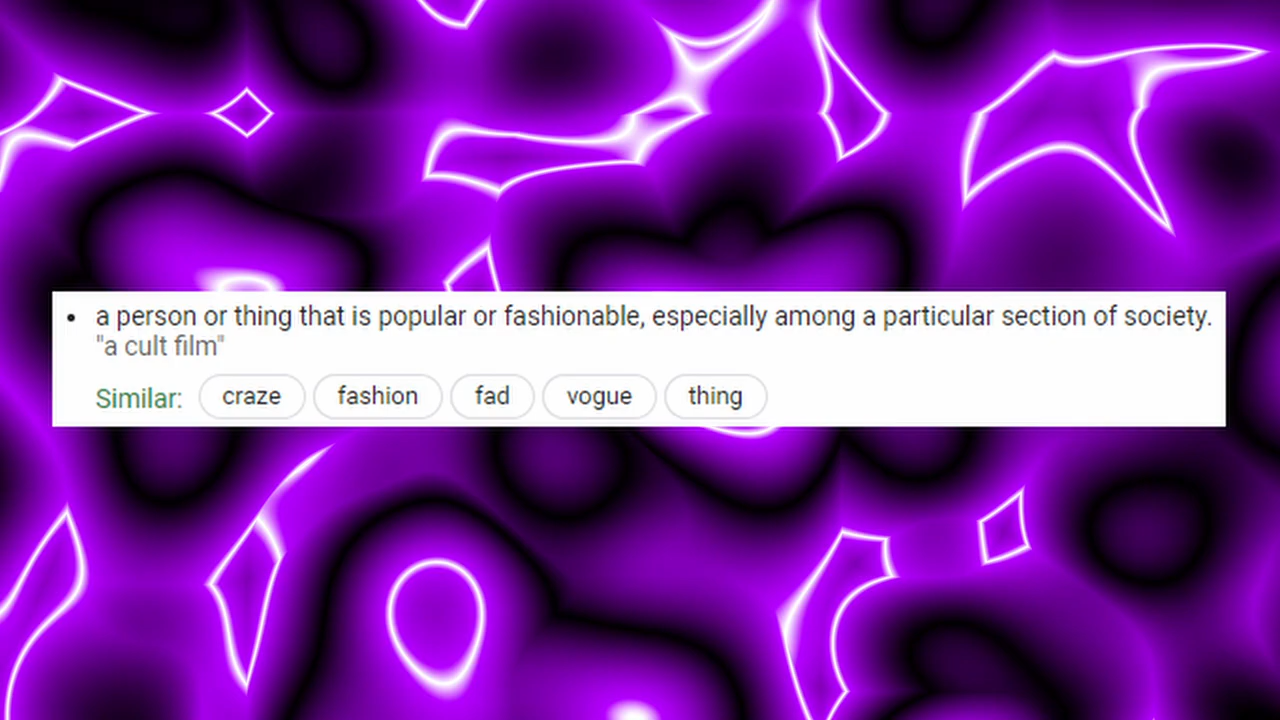 • a person or thing that is popular or fashionable, especially among a particular section of society.
"a cult film"
Similar: craze fashion fad vogue thing